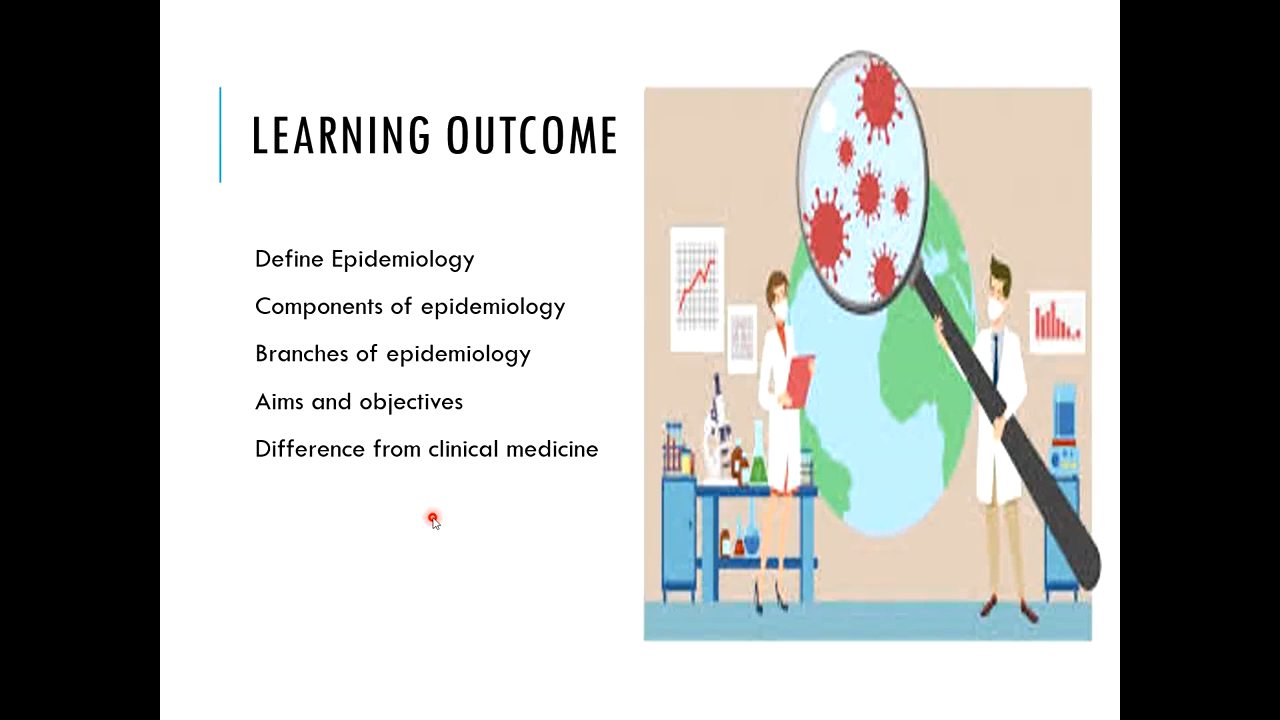 LEARNING OUTCOME
Define Epidemiology
Components of epidemiology
Branches of epidemiology
Aims and objectives
Difference from clinical medicine